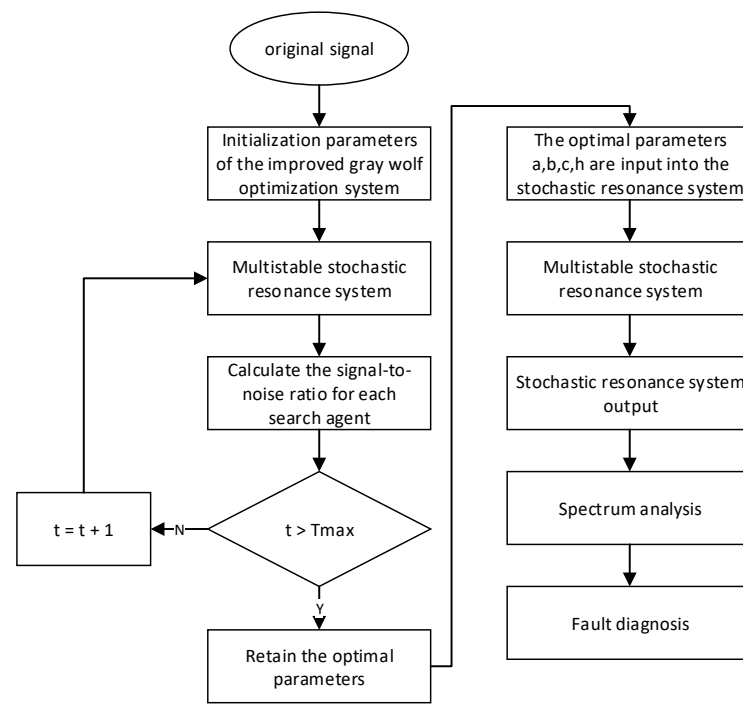 original signal
Initialization parameters
of the improved gray wolf
optimization system
Multistable stochastic
resonance system
Calculate the signal-to-
noise ratio for each
search agent
t > Tmax
N
t = t + 1
Y
Retain the optimal
parameters
The optimal parameters
a,b,c,h are input into the
stochastic resonance system
Multistable stochastic
resonance system
Stochastic resonance system
output
Spectrum analysis
Fault diagnosis